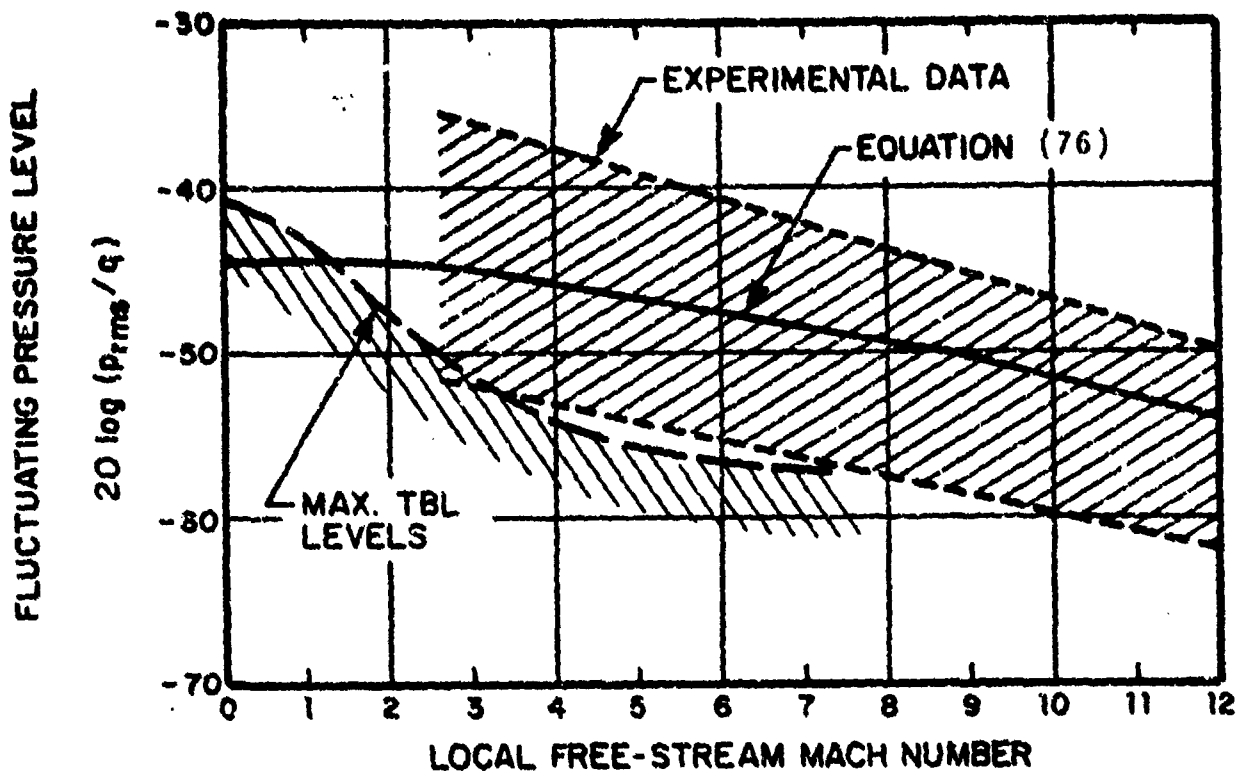 FLUCTUATING PRESSURE LEVEL
20 log (Prms/q)
-30
-40
-50
-80
-70
EXPERIMENTAL DATA
EQUATION (76)
MAX. TBL
LEVELS
0 1 2 3 4 5 6 7 8 9 10 11 12
LOCAL FREE-STREAM MACH NUMBER